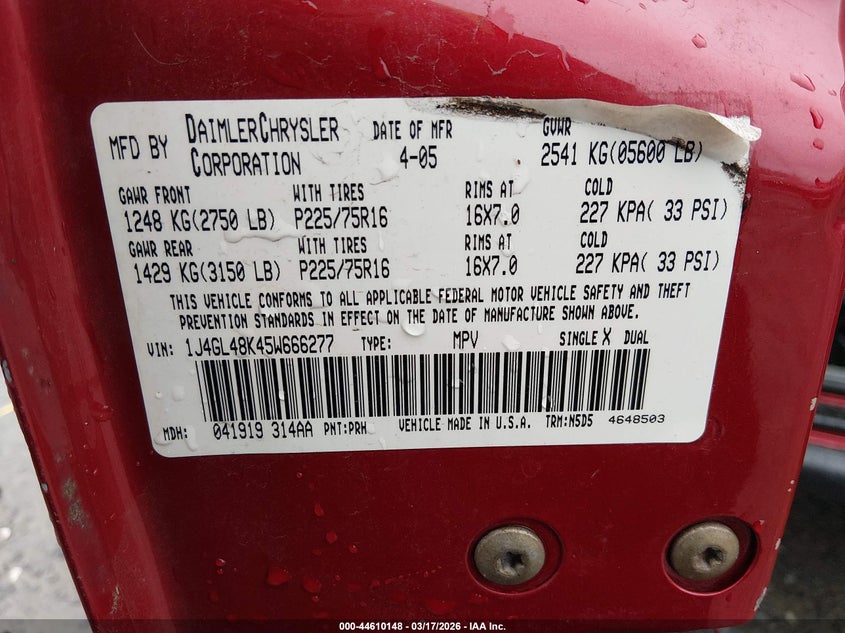 MFD BY DAIMLERCHRYSLER CORPORATION DATE OF MFR 4-05 GVWR 2541 KG(05600 LB)
GAWR FRONT WITH TIRES RIMS AT COLD
1248 KG(2750 LB) P225/75R16 16X7.0 227 KPA( 33 PSI)
GAWR REAR WITH TIRES RIMS AT COLD
1429 KG(3150 LB) P225/75R16 16X7.0 227 KPA( 33 PSI)
THIS VEHICLE CONFORMS TO ALL APPLICABLE FEDERAL MOTOR VEHICLE SAFETY AND THEFT
PREVENTION STANDARDS IN EFFECT ON THE DATE OF MANUFACTURE SHOWN ABOVE.
VIN: 1J4GL48K45W666277 TYPE: MPV SINGLE X DUAL
MDH: 041919 314AA PNT:PRH VEHICLE MADE IN U.S.A. TRM:N5D5 4648503
000-44610148 - 03/17/2026 - IAA Inc.